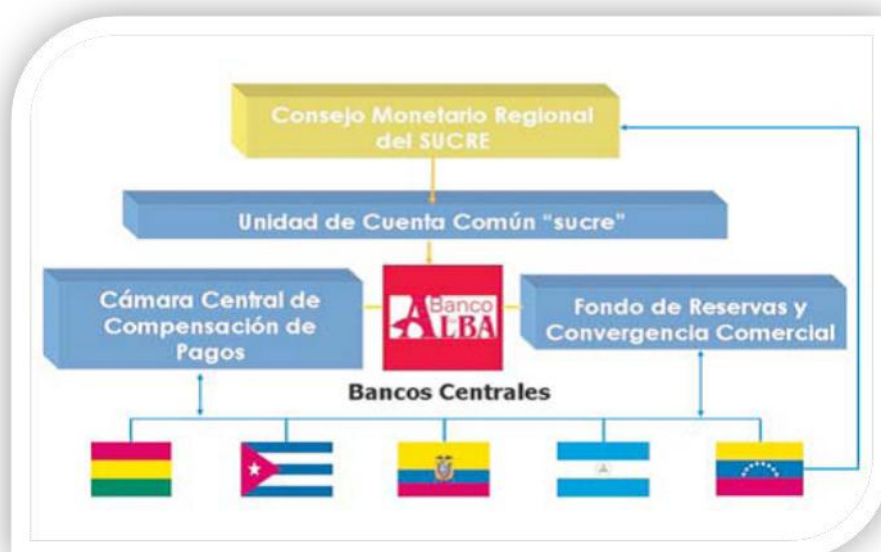 Consejo Monetario Regional
del SUCRE
Unidad de Cuenta Común "sucre"
Cámara Central de
Compensación de
Pagos
Banco
ALBA
Fondo de Reservas y
Convergencia Comercial
Bancos Centrales